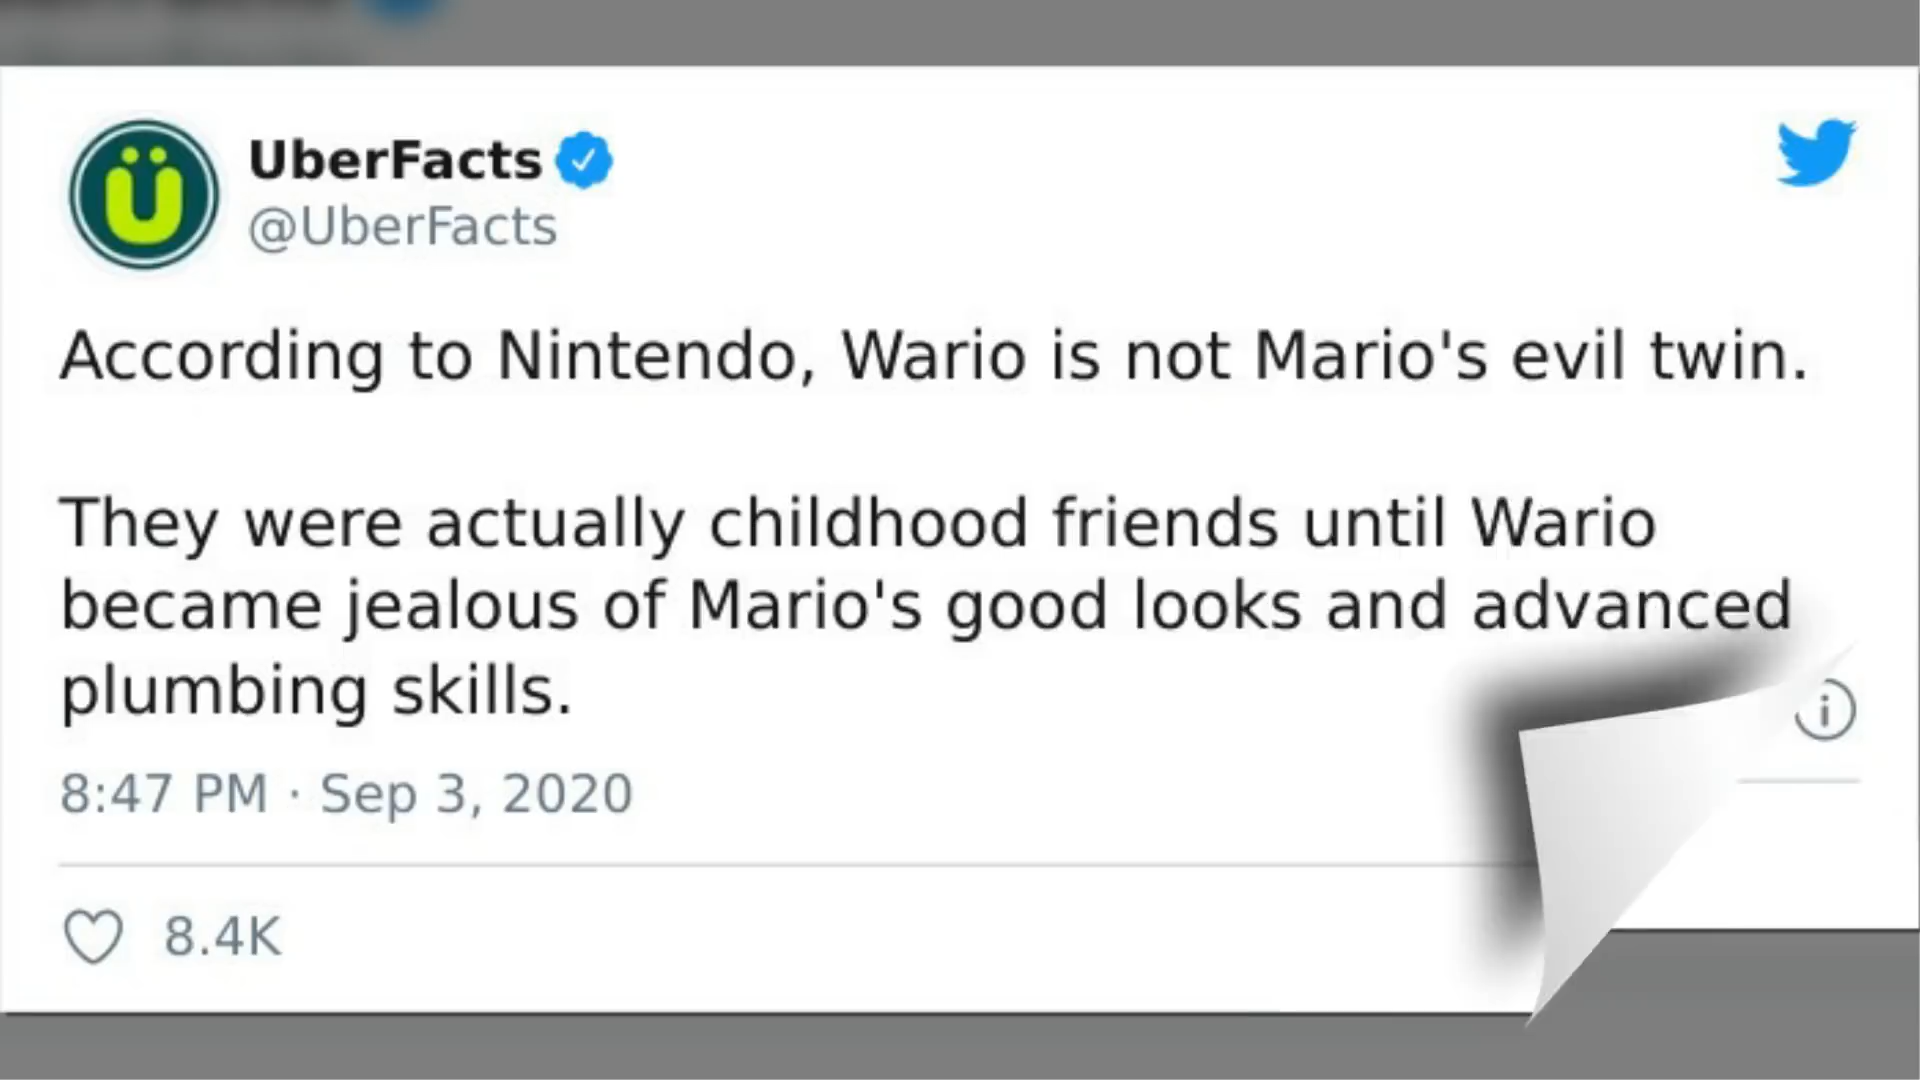 UberFacts
@UberFacts
According to Nintendo, Wario is not Mario's evil twin.
They were actually childhood friends until Wario
became jealous of Mario's good looks and advanced
plumbing skills.
8:47 PM · Sep 3, 2020
8.4K